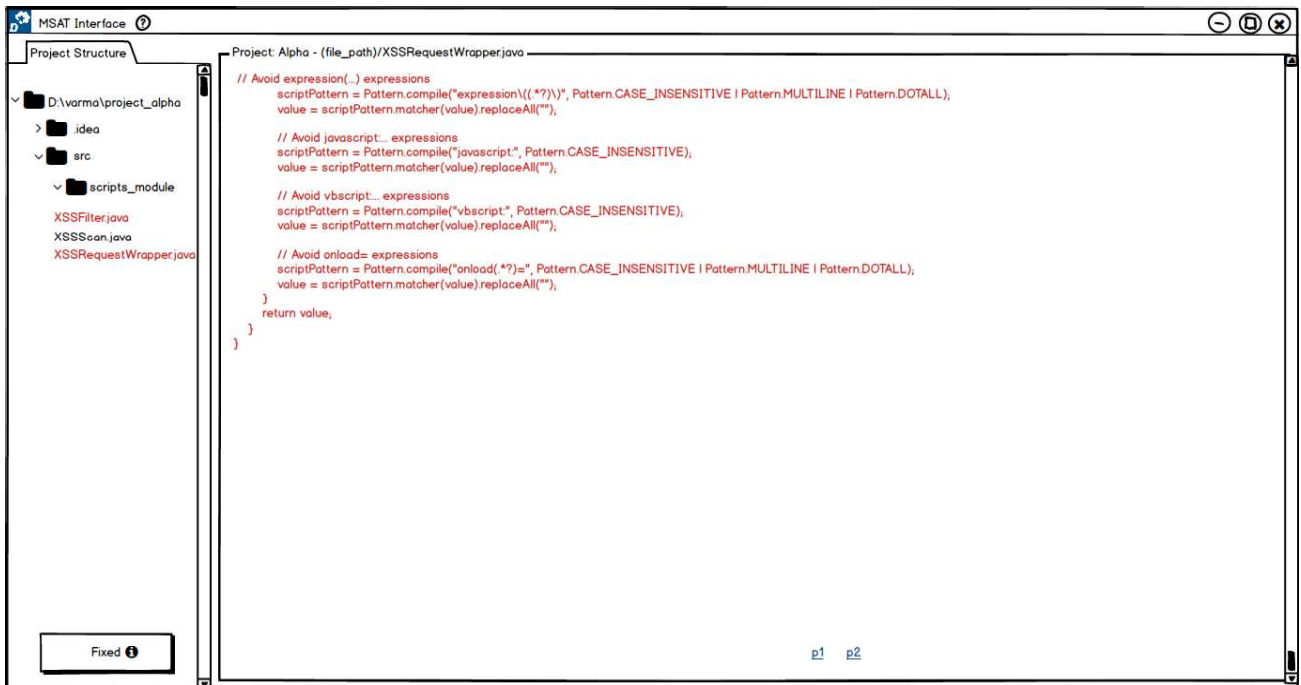 MSAT Interface ?
Project Structure
D:\varma\project_alpha
.idea
src
scripts_module
XSSFilter.java
XSSScan.java
XSSRequestWrapper.java
Fixed i
Project: Alpha - (file_path)/XSSRequestWrapper.java
// Avoid expression(...) expressions
scriptPattern = Pattern.compile("expression\((.*?)\)", Pattern.CASE_INSENSITIVE | Pattern.MULTILINE | Pattern.DOTALL);
value = scriptPattern.matcher(value).replaceAll("");
// Avoid javascript:... expressions
scriptPattern = Pattern.compile("javascript:", Pattern.CASE_INSENSITIVE);
value = scriptPattern.matcher(value).replaceAll("");
// Avoid vbscript:... expressions
scriptPattern = Pattern.compile("vbscript:", Pattern.CASE_INSENSITIVE);
value = scriptPattern.matcher(value).replaceAll("");
// Avoid onload= expressions
scriptPattern = Pattern.compile("onload(.*?)=", Pattern.CASE_INSENSITIVE | Pattern.MULTILINE | Pattern.DOTALL);
value = scriptPattern.matcher(value).replaceAll("");
}
return value;
}
}
p1 p2